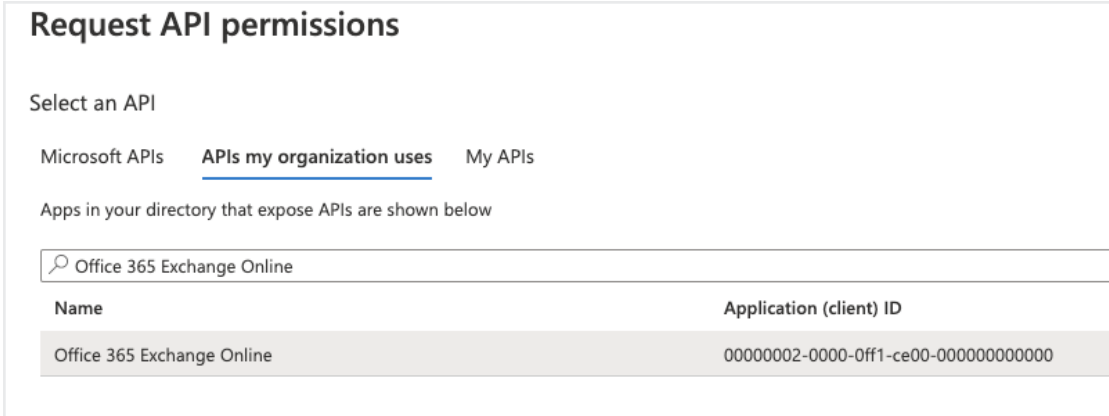 Request API permissions
Select an API
Microsoft APIs APIs my organization uses My APIs
Apps in your directory that expose APIs are shown below
Office 365 Exchange Online
Name Application (client) ID
Office 365 Exchange Online 00000002-0000-0ff1-ce00-000000000000